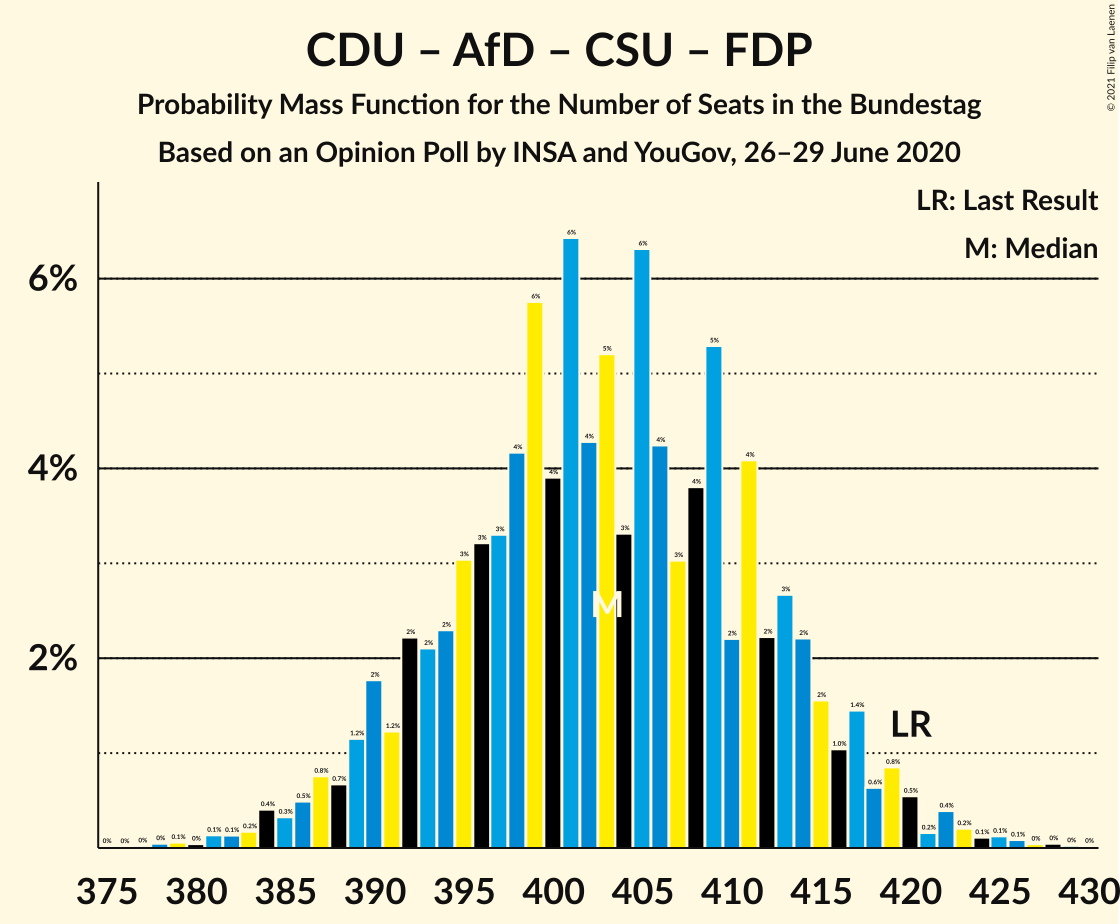 CDU – AfD – CSU – FDP
Probability Mass Function for the Number of Seats in the Bundestag
Based on an Opinion Poll by INSA and YouGov, 26–29 June 2020
© 2021 Filip van Laenen
LR: Last Result
M: Median
6%
4%
2%
0% 0% 0% 0% 0.1% 0% 0.1% 0.1% 0.2% 0.4% 0.3% 0.5% 0.8% 0.7% 1.2% 2% 1.2% 2% 2% 2% 3% 3% 3% 4% 6% 4% 6% 4% 5% 3% 6% 4% 3% 4% 5% 2% 4% 2% 3% 2% 2% 1.0% 1.4% 0.6% 0.8% 0.5% 0.2% 0.4% 0.2% 0.1% 0.1% 0.1% 0% 0% 0% 0%
M
LR
375 380 385 390 395 400 405 410 415 420 425 430